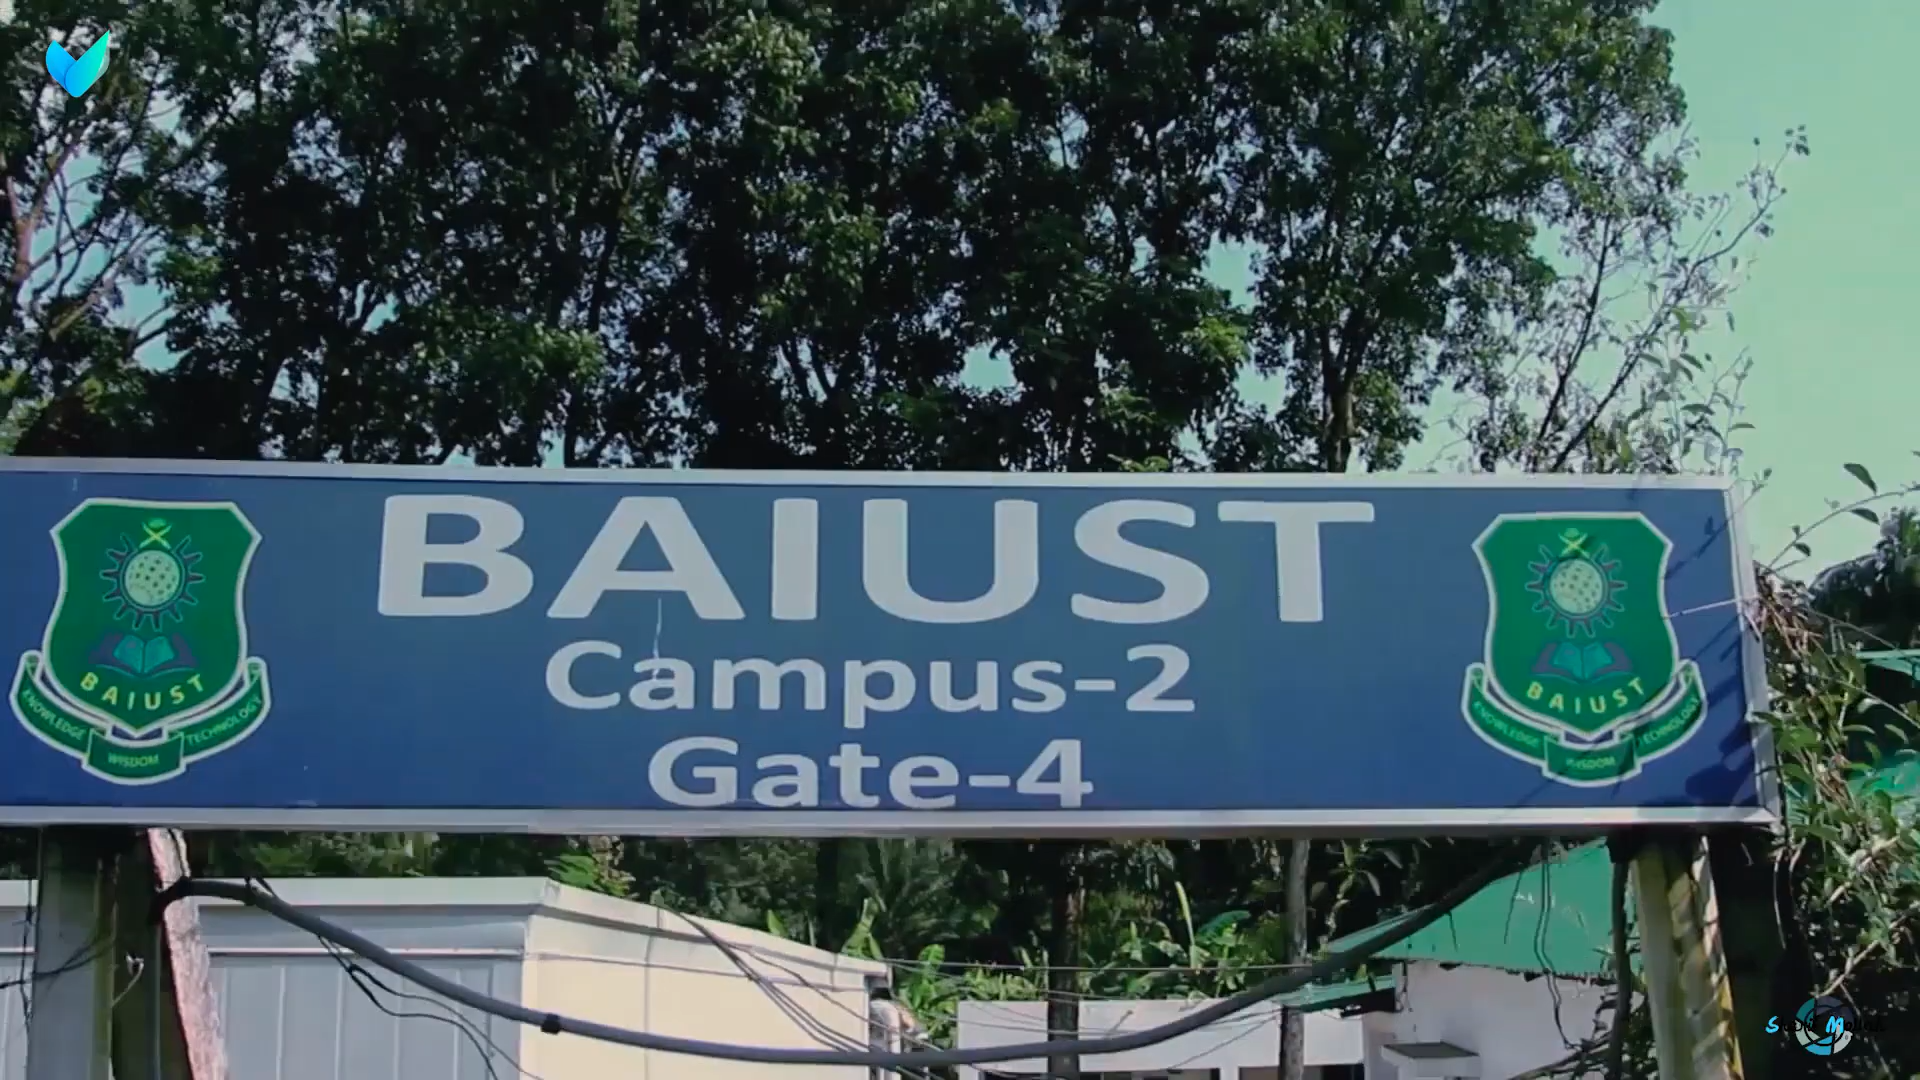 BAIUST
Campus-2
Gate-4
BAIUST
KNOWLEDGE
WISDOM
TECHNOLOGY
BAIUST
KNOWLEDGE
WISDOM
TECHNOLOGY